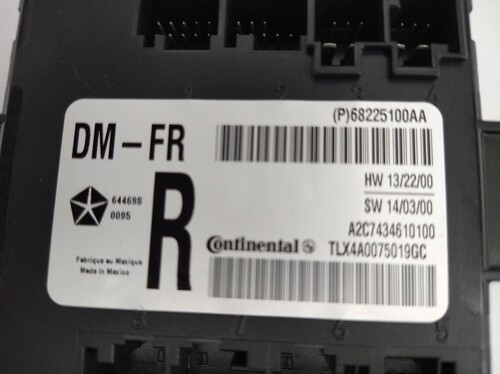 (P)68225100AA
DM-FR
HW 13/22/00
SW 14/03/00
644698
0095
R
A2C7434610100
Continental
TLX4A0075019GC
Fabrique au Mexique
Made in Mexico